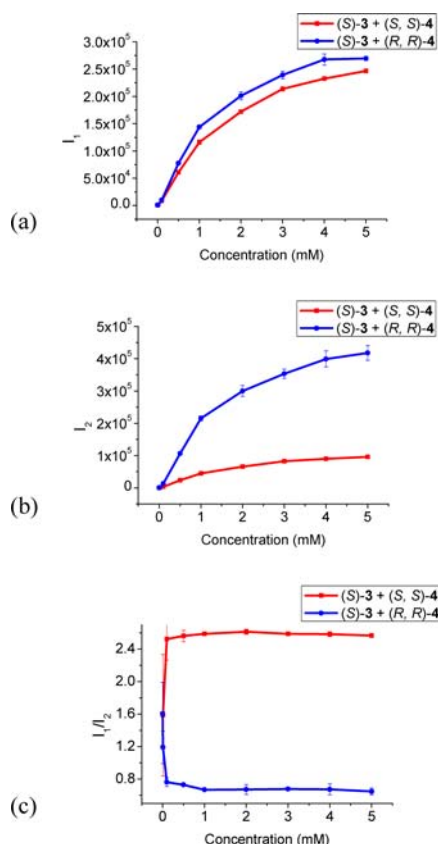 (S)-3 + (S, S)-4
(S)-3 + (R, R)-4
3.0x10⁵
2.5x10⁵
2.0x10⁵
1.5x10⁵
1.0x10⁵
5.0x10⁴
0.0
I₁
0 1 2 3 4 5
Concentration (mM)
(a)
(S)-3 + (S, S)-4
(S)-3 + (R, R)-4
5x10⁵
4x10⁵
3x10⁵
2x10⁵
1x10⁵
0
I₂
0 1 2 3 4 5
Concentration (mM)
(b)
(S)-3 + (S, S)-4
(S)-3 + (R, R)-4
2.4
1.6
1.2
0.8
I₁/I₂
0 1 2 3 4 5
Concentration (mM)
(c)